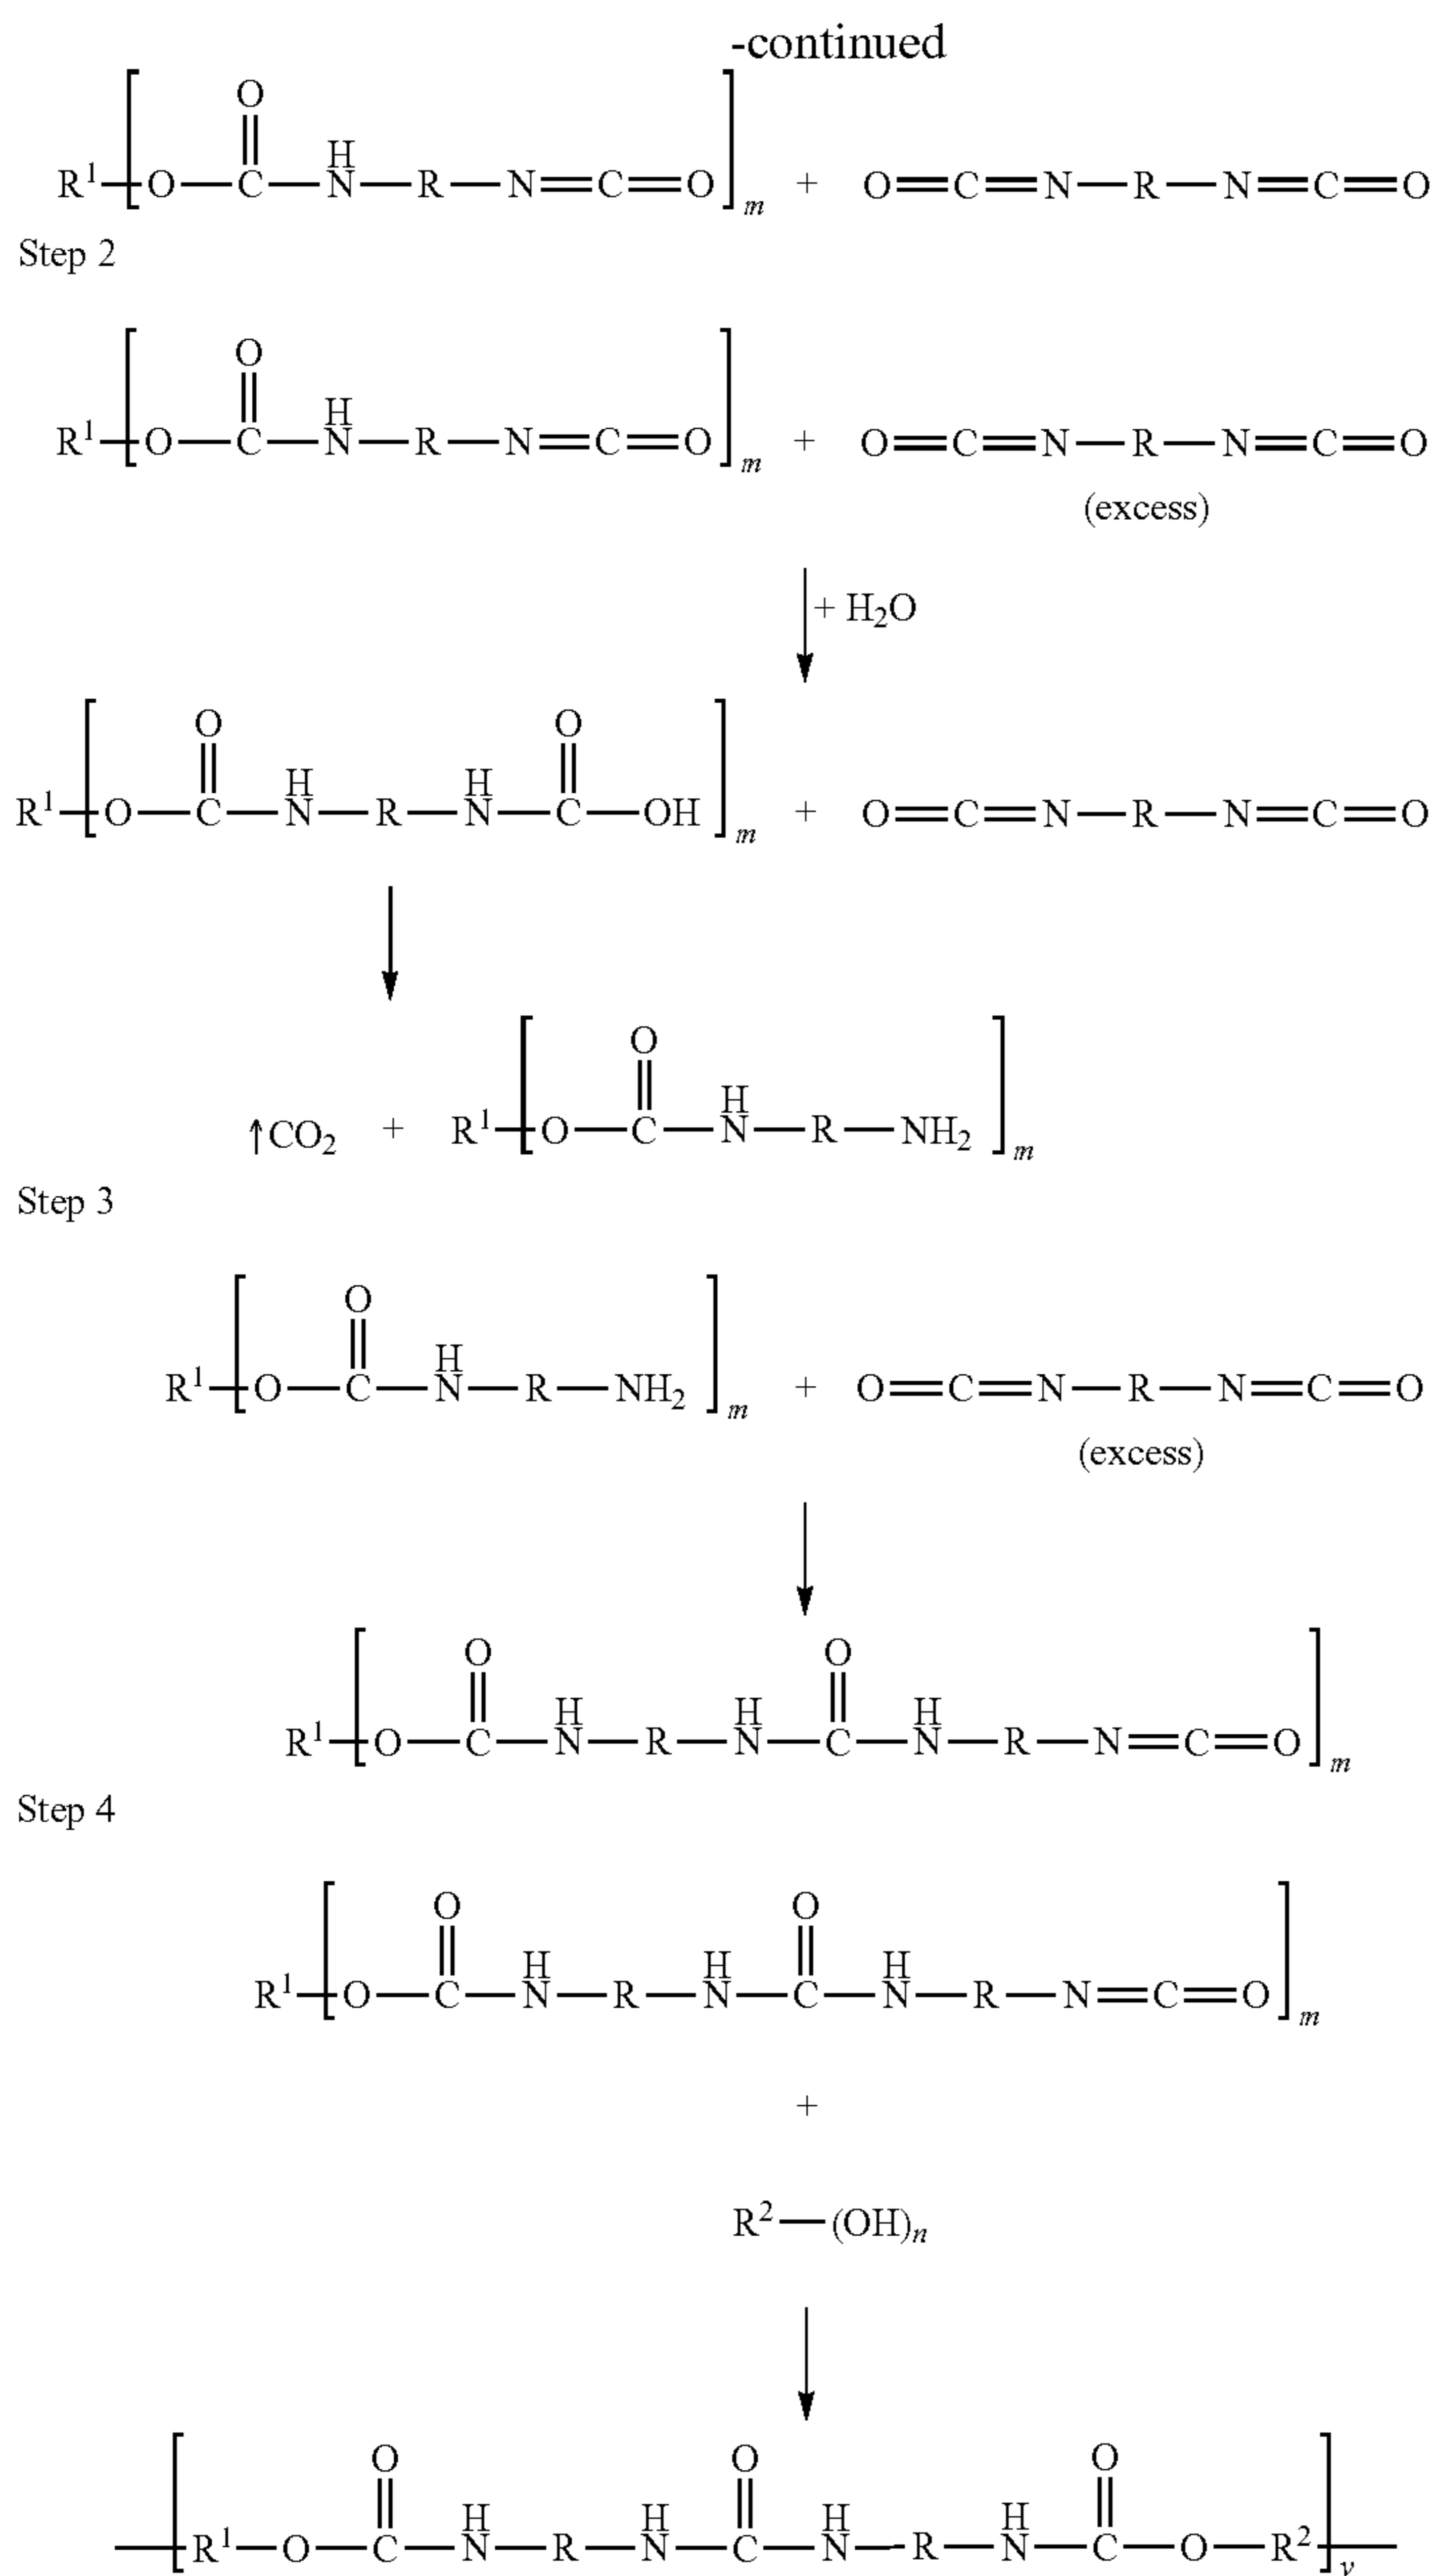 -continued
R¹–[O–C(=O)–NH–R–N=C=O]m + O=C=N–R–N=C=O
Step 2
R¹–[O–C(=O)–NH–R–N=C=O]m + O=C=N–R–N=C=O
(excess)
+ H₂O
R¹–[O–C(=O)–NH–R–NH–C(=O)–OH]m + O=C=N–R–N=C=O
↑CO₂ + R¹–[O–C(=O)–NH–R–NH₂]m
Step 3
R¹–[O–C(=O)–NH–R–NH₂]m + O=C=N–R–N=C=O
(excess)
R¹–[O–C(=O)–NH–R–NH–C(=O)–NH–R–N=C=O]m
Step 4
R¹–[O–C(=O)–NH–R–NH–C(=O)–NH–R–N=C=O]m
+
R²—(OH)n
–[R¹–O–C(=O)–NH–R–NH–C(=O)–NH–R–NH–C(=O)–O–R²]y–